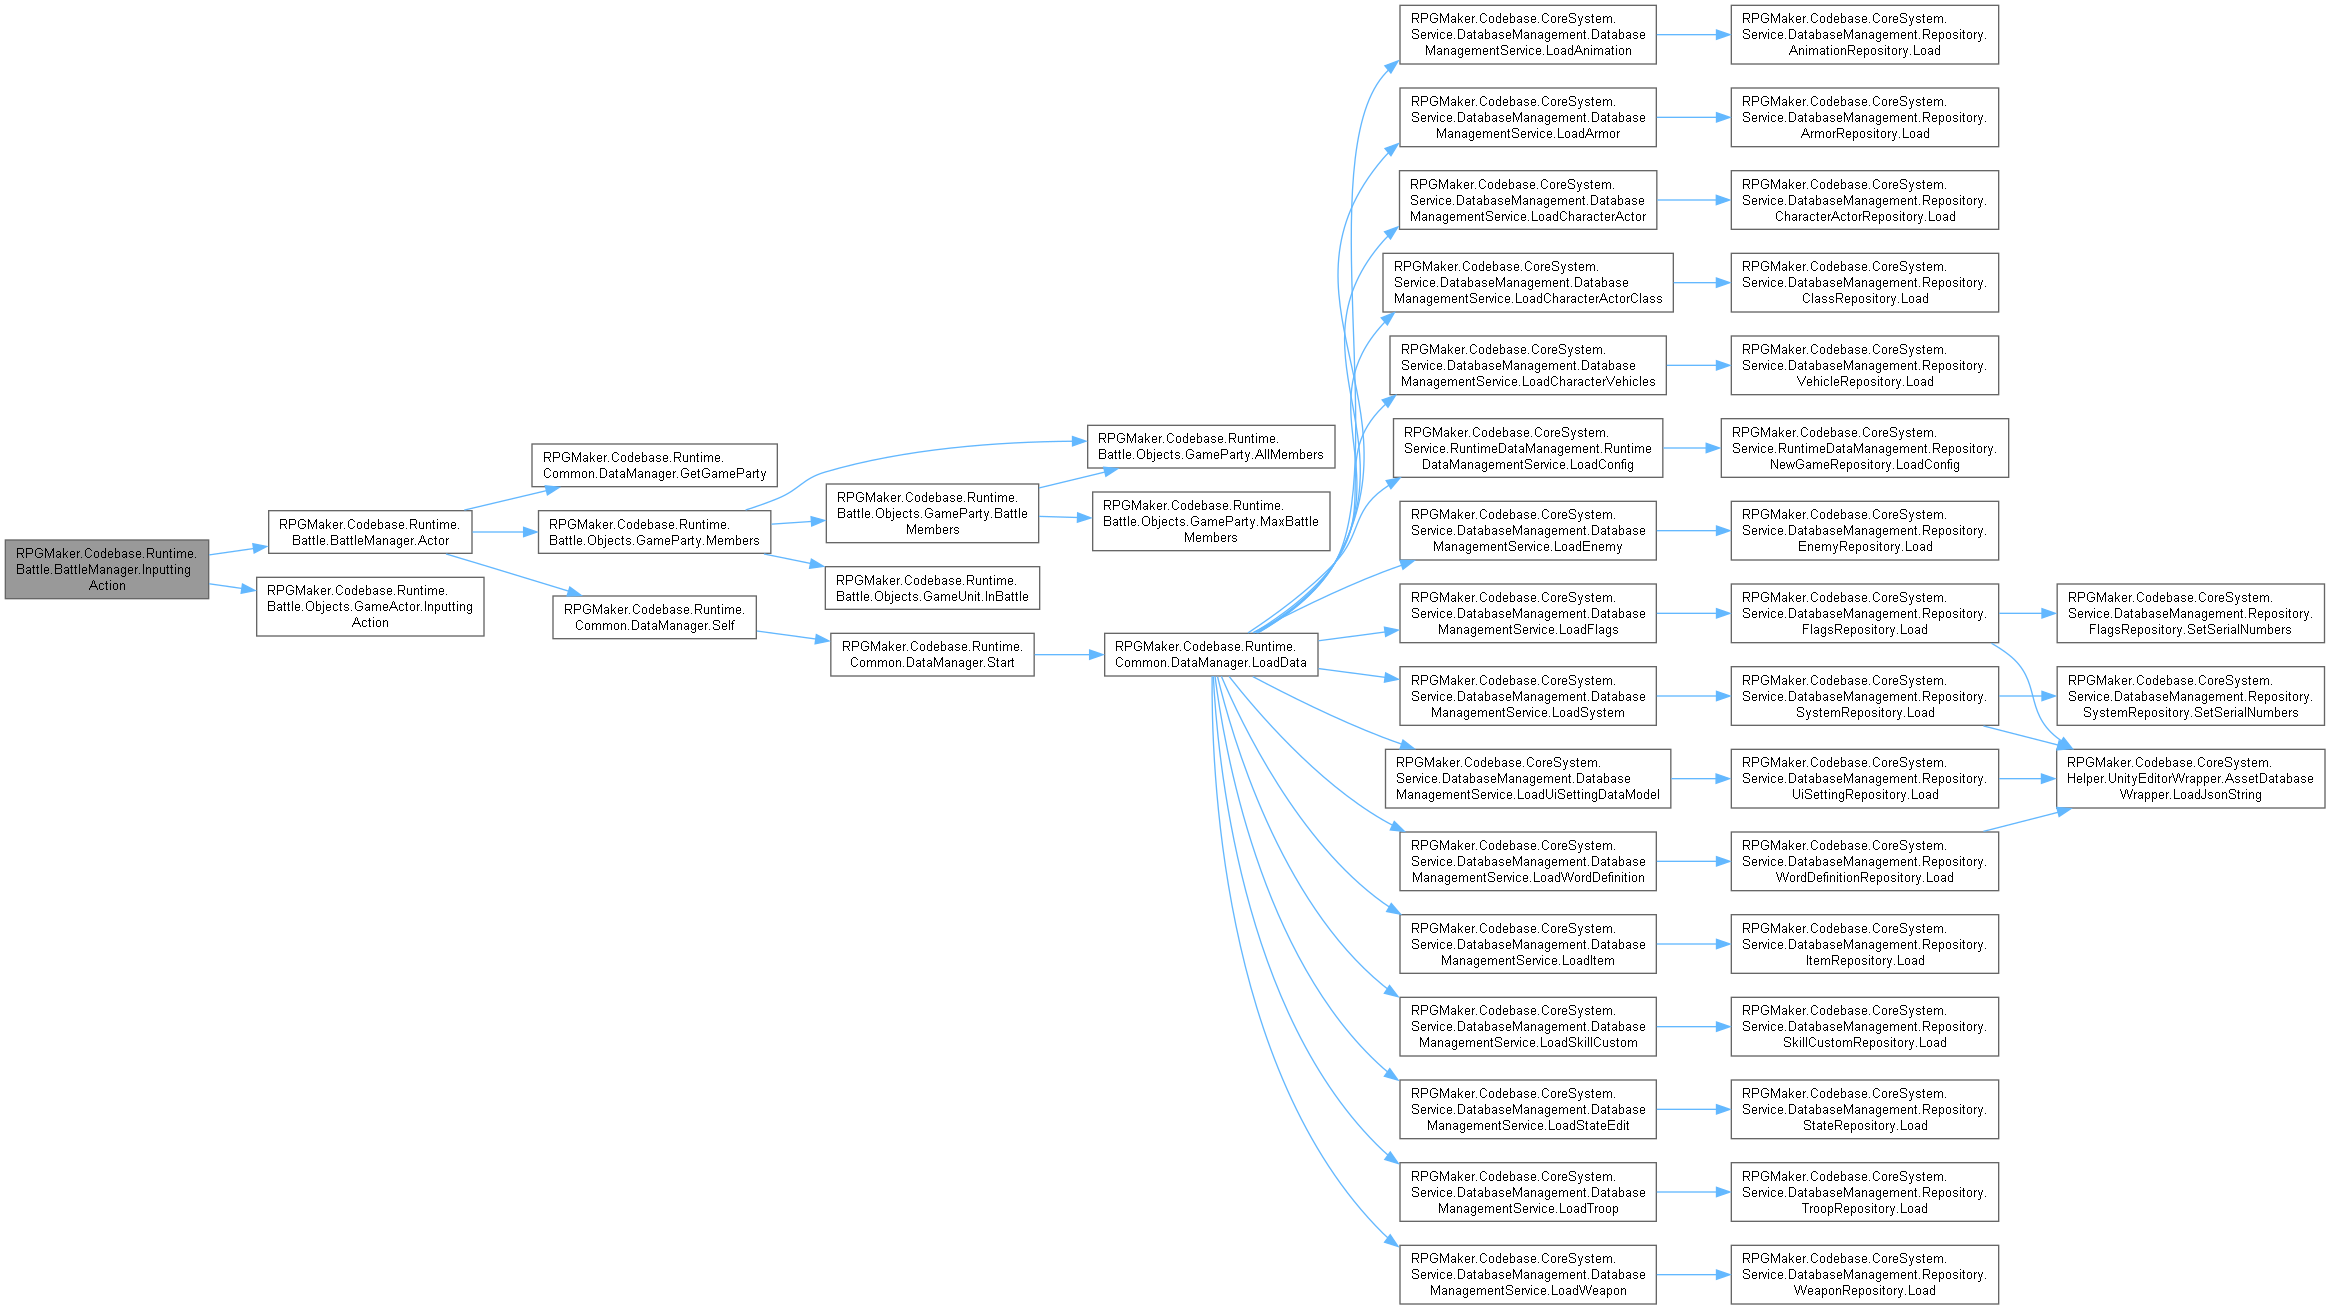 RPGMaker.Codebase.Runtime.
Battle.BattleManager.Inputting
Action
RPGMaker.Codebase.Runtime.
Battle.BattleManager.Actor
RPGMaker.Codebase.Runtime.
Battle.Objects.GameActor.Inputting
Action
RPGMaker.Codebase.Runtime.
Common.DataManager.GetGameParty
RPGMaker.Codebase.Runtime.
Battle.Objects.GameParty.Members
RPGMaker.Codebase.Runtime.
Common.DataManager.Self
RPGMaker.Codebase.Runtime.
Battle.Objects.GameParty.Battle
Members
RPGMaker.Codebase.Runtime.
Battle.Objects.GameUnit.InBattle
RPGMaker.Codebase.Runtime.
Common.DataManager.Start
RPGMaker.Codebase.Runtime.
Battle.Objects.GameParty.AllMembers
RPGMaker.Codebase.Runtime.
Battle.Objects.GameParty.MaxBattle
Members
RPGMaker.Codebase.Runtime.
Common.DataManager.LoadData
RPGMaker.Codebase.CoreSystem.
Service.DatabaseManagement.Database
ManagementService.LoadAnimation
RPGMaker.Codebase.CoreSystem.
Service.DatabaseManagement.Repository.
AnimationRepository.Load
RPGMaker.Codebase.CoreSystem.
Service.DatabaseManagement.Database
ManagementService.LoadArmor
RPGMaker.Codebase.CoreSystem.
Service.DatabaseManagement.Repository.
ArmorRepository.Load
RPGMaker.Codebase.CoreSystem.
Service.DatabaseManagement.Database
ManagementService.LoadCharacterActor
RPGMaker.Codebase.CoreSystem.
Service.DatabaseManagement.Repository.
CharacterActorRepository.Load
RPGMaker.Codebase.CoreSystem.
Service.DatabaseManagement.Database
ManagementService.LoadCharacterActorClass
RPGMaker.Codebase.CoreSystem.
Service.DatabaseManagement.Repository.
ClassRepository.Load
RPGMaker.Codebase.CoreSystem.
Service.DatabaseManagement.Database
ManagementService.LoadCharacterVehicles
RPGMaker.Codebase.CoreSystem.
Service.DatabaseManagement.Repository.
VehicleRepository.Load
RPGMaker.Codebase.CoreSystem.
Service.RuntimeDataManagement.Runtime
DataManagementService.LoadConfig
RPGMaker.Codebase.CoreSystem.
Service.RuntimeDataManagement.Repository.
NewGameRepository.LoadConfig
RPGMaker.Codebase.CoreSystem.
Service.DatabaseManagement.Database
ManagementService.LoadEnemy
RPGMaker.Codebase.CoreSystem.
Service.DatabaseManagement.Repository.
EnemyRepository.Load
RPGMaker.Codebase.CoreSystem.
Service.DatabaseManagement.Database
ManagementService.LoadFlags
RPGMaker.Codebase.CoreSystem.
Service.DatabaseManagement.Repository.
FlagsRepository.Load
RPGMaker.Codebase.CoreSystem.
Service.DatabaseManagement.Repository.
FlagsRepository.SetSerialNumbers
RPGMaker.Codebase.CoreSystem.
Service.DatabaseManagement.Database
ManagementService.LoadSystem
RPGMaker.Codebase.CoreSystem.
Service.DatabaseManagement.Repository.
SystemRepository.Load
RPGMaker.Codebase.CoreSystem.
Service.DatabaseManagement.Repository.
SystemRepository.SetSerialNumbers
RPGMaker.Codebase.CoreSystem.
Service.DatabaseManagement.Database
ManagementService.LoadUiSettingDataModel
RPGMaker.Codebase.CoreSystem.
Service.DatabaseManagement.Repository.
UiSettingRepository.Load
RPGMaker.Codebase.CoreSystem.
Helper.UnityEditorWrapper.AssetDatabase
Wrapper.LoadJsonString
RPGMaker.Codebase.CoreSystem.
Service.DatabaseManagement.Database
ManagementService.LoadWordDefinition
RPGMaker.Codebase.CoreSystem.
Service.DatabaseManagement.Repository.
WordDefinitionRepository.Load
RPGMaker.Codebase.CoreSystem.
Service.DatabaseManagement.Database
ManagementService.LoadItem
RPGMaker.Codebase.CoreSystem.
Service.DatabaseManagement.Repository.
ItemRepository.Load
RPGMaker.Codebase.CoreSystem.
Service.DatabaseManagement.Database
ManagementService.LoadSkillCustom
RPGMaker.Codebase.CoreSystem.
Service.DatabaseManagement.Repository.
SkillCustomRepository.Load
RPGMaker.Codebase.CoreSystem.
Service.DatabaseManagement.Database
ManagementService.LoadStateEdit
RPGMaker.Codebase.CoreSystem.
Service.DatabaseManagement.Repository.
StateRepository.Load
RPGMaker.Codebase.CoreSystem.
Service.DatabaseManagement.Database
ManagementService.LoadTroop
RPGMaker.Codebase.CoreSystem.
Service.DatabaseManagement.Repository.
TroopRepository.Load
RPGMaker.Codebase.CoreSystem.
Service.DatabaseManagement.Database
ManagementService.LoadWeapon
RPGMaker.Codebase.CoreSystem.
Service.DatabaseManagement.Repository.
WeaponRepository.Load